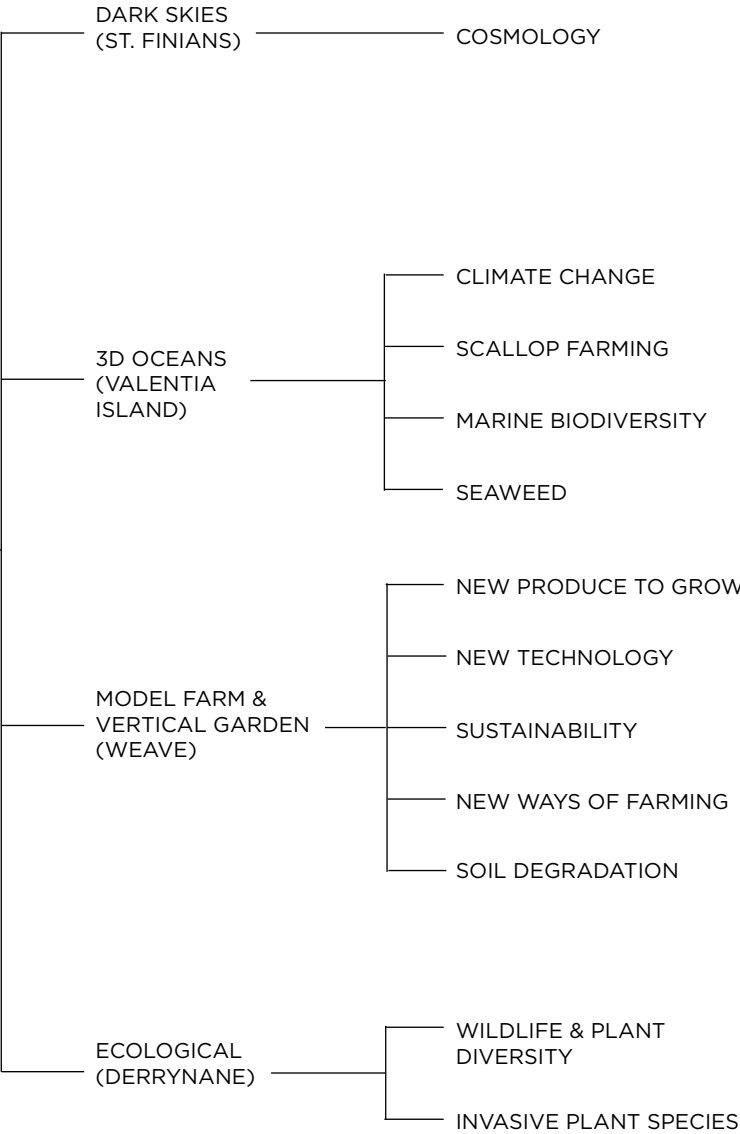 DARK SKIES
(ST. FINIANS)
COSMOLOGY
3D OCEANS
(VALENTIA
ISLAND)
CLIMATE CHANGE
SCALLOP FARMING
MARINE BIODIVERSITY
SEAWEED
MODEL FARM &
VERTICAL GARDEN
(WEAVE)
NEW PRODUCE TO GROW
NEW TECHNOLOGY
SUSTAINABILITY
NEW WAYS OF FARMING
SOIL DEGRADATION
ECOLOGICAL
(DERRYNANE)
WILDLIFE & PLANT
DIVERSITY
INVASIVE PLANT SPECIES